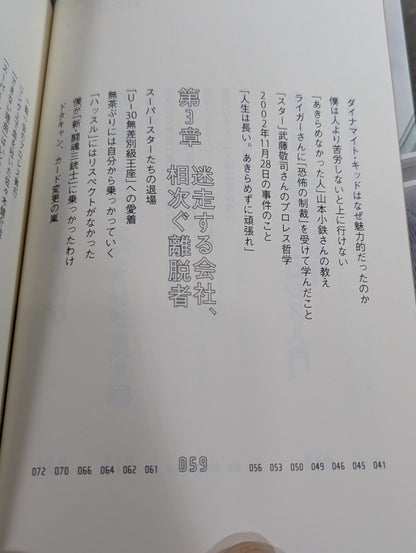 ダイナマイト・キッドはなぜ魅力的だったのか 041
僕は人より苦労しないと上に行けない 045
「あきらめなかった人」山本小鉄さんの教え 046
ライガーさんに「恐怖の制裁」を受けて学んだこと 049
「スター」武藤敬司さんのプロレス哲学 050
2002年11月28日の事件のこと 053
「人生は長い。あきらめずに頑張れ」 056
第3章 迷走する会社、
相次ぐ離脱者 059
スーパースターたちの退場 061
「U-30無差別級王座」への愛着 062
無茶ぶりには自分から乗っかっていく 064
「ハッスル」にはリスペクトがなかった 066
僕が「新・闘魂三銃士」に乗っかったわけ 070
ドタキャン、カード変更の嵐 072